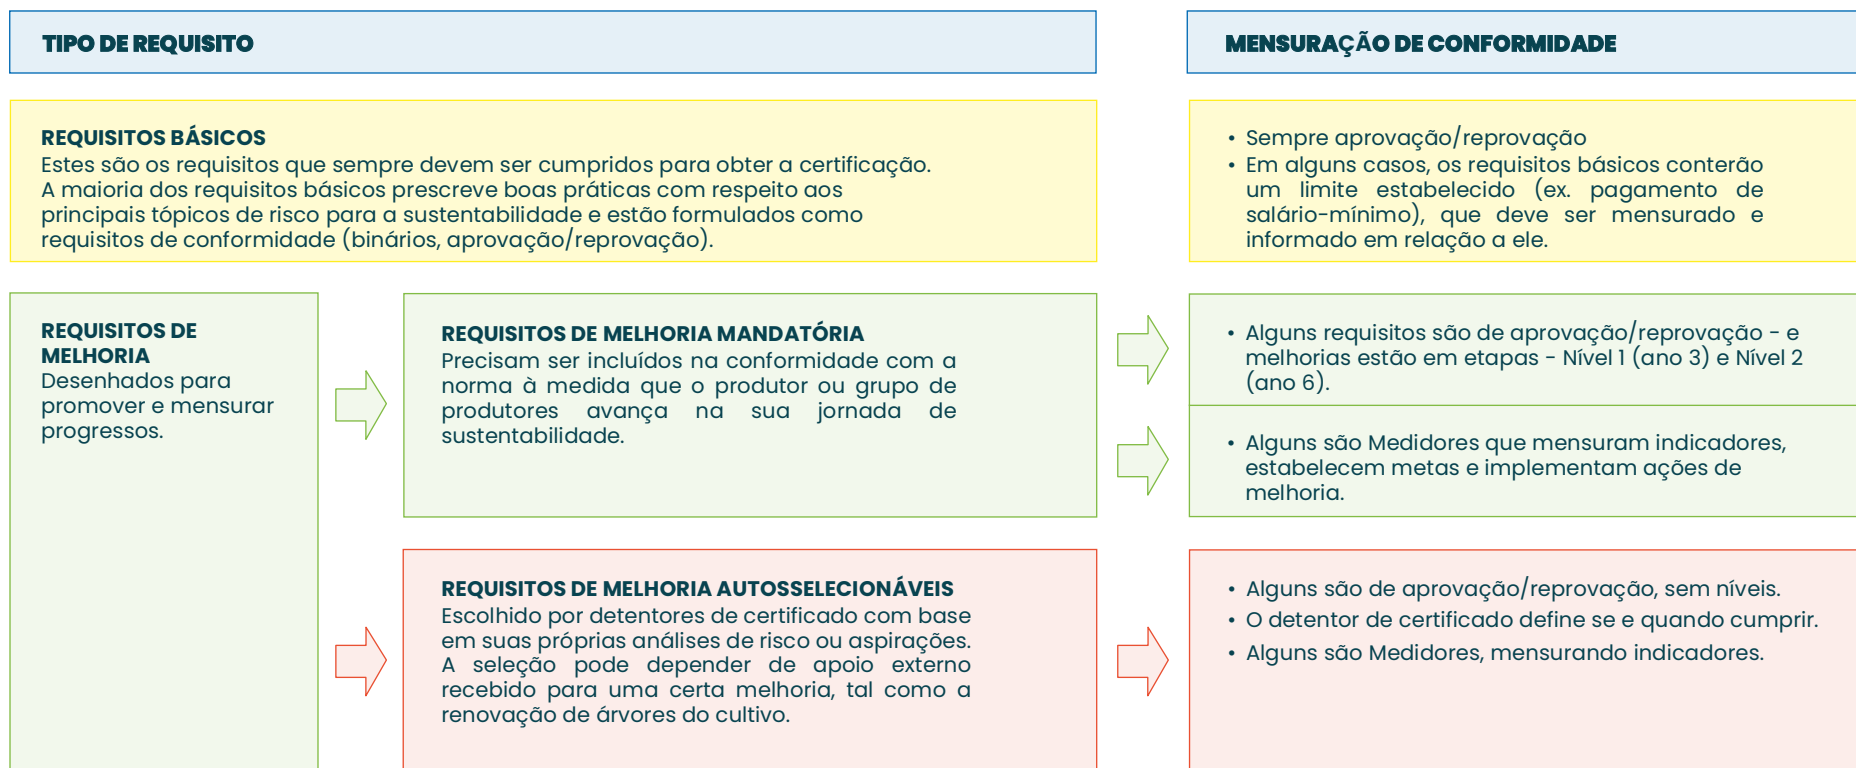 TIPO DE REQUISITO
MENSURAÇÃO DE CONFORMIDADE
REQUISITOS BÁSICOS
Estes são os requisitos que sempre devem ser cumpridos para obter a certificação.
A maioria dos requisitos básicos prescreve boas práticas com respeito aos
principais tópicos de risco para a sustentabilidade e estão formulados como
requisitos de conformidade (binários, aprovação/reprovação).
• Sempre aprovação/reprovação
• Em alguns casos, os requisitos básicos conterão
um limite estabelecido (ex. pagamento de
salário-mínimo), que deve ser mensurado e
informado em relação a ele.
REQUISITOS DE
MELHORIA
Desenhados para
promover e mensurar
progressos.
REQUISITOS DE MELHORIA MANDATÓRIA
Precisam ser incluídos na conformidade com a
norma à medida que o produtor ou grupo de
produtores avança na sua jornada de
sustentabilidade.
• Alguns requisitos são de aprovação/reprovação - e
melhorias estão em etapas - Nível 1 (ano 3) e Nível 2
(ano 6).
• Alguns são Medidores que mensuram indicadores,
estabelecem metas e implementam ações de
melhoria.
REQUISITOS DE MELHORIA AUTOSSELECIONÁVEIS
Escolhido por detentores de certificado com base
em suas próprias análises de risco ou aspirações.
A seleção pode depender de apoio externo
recebido para uma certa melhoria, tal como a
renovação de árvores do cultivo.
• Alguns são de aprovação/reprovação, sem níveis.
• O detentor de certificado define se e quando cumprir.
• Alguns são Medidores, mensurando indicadores.